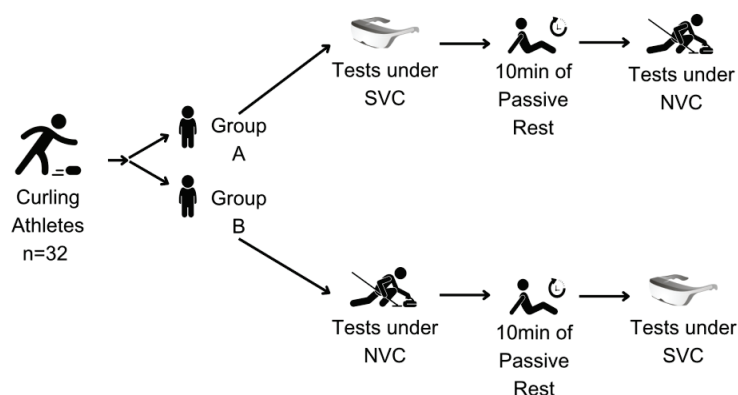 Curling
Athletes
n=32
Group
A
Group
B
Tests under
SVC
10min of
Passive
Rest
Tests under
NVC
Tests under
NVC
10min of
Passive
Rest
Tests under
SVC